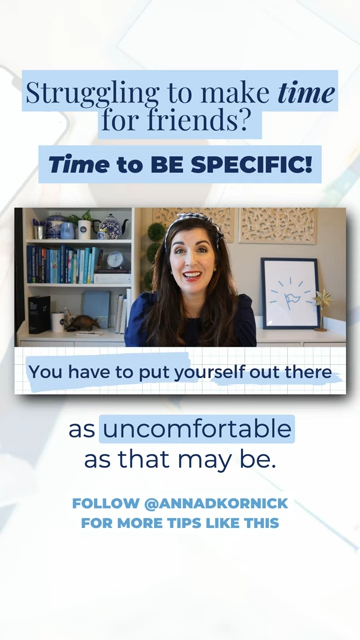 Struggling to make time
for friends?
Time to BE SPECIFIC!
You have to put yourself out there
as uncomfortable
as that may be.
FOLLOW @ANNADKORNICK
FOR MORE TIPS LIKE THIS